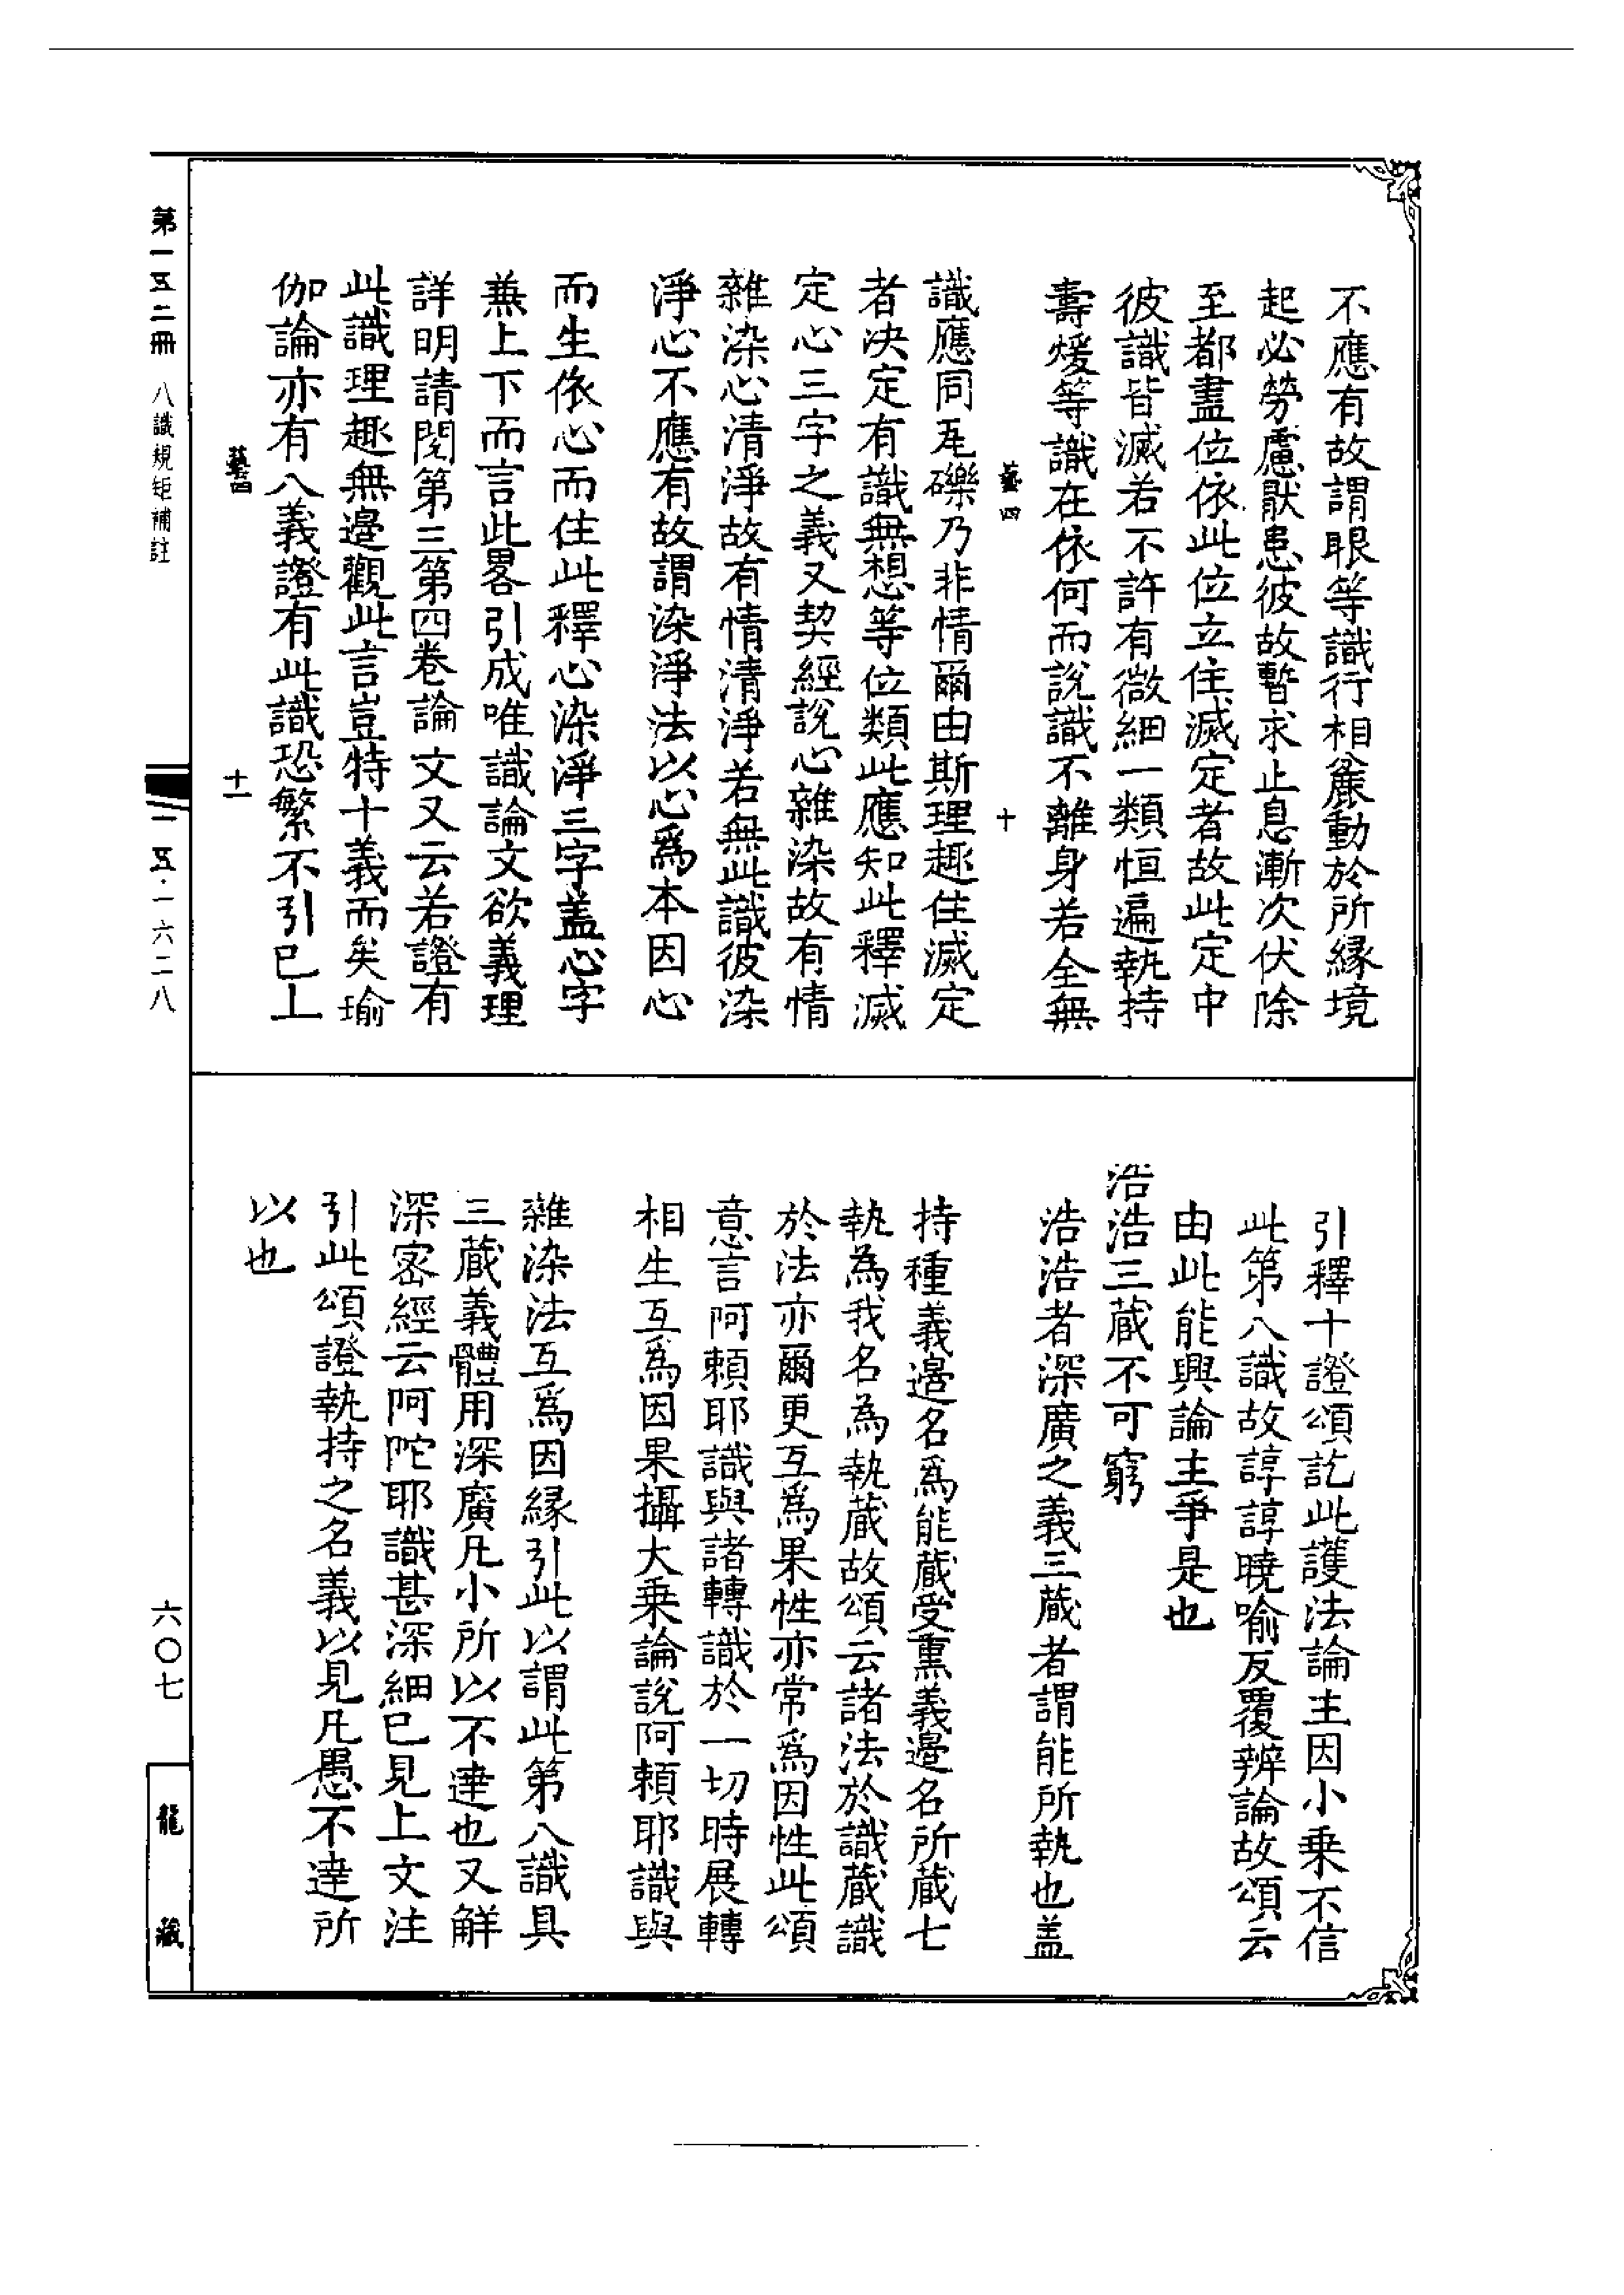 不應有故謂眼等識行相麤動於所縁境
起必勞慮厭患彼故暫求止息漸次伏除
至都盡位依此位立住滅定者故此定中
彼識皆滅若不許有微細一類恒遍執持
壽煖等識在依何而說識不離身若全無
藝四 十
識應同瓦礫乃非情爾由斯理趣住滅定
者决定有識無想等位類此應知此釋滅
定心三字之義又契經說心雜染故有情
雜染心清淨故有情清淨若無此識彼染
淨心不應有故謂染淨法以心爲本因心
而生依心而住此釋心染淨三字盖心字
兼上下而言此畧引成唯識論文欲義理
詳明請閱第三第四卷論文又云若證有
此識理趣無邉觀此言豈特十義而矣瑜
伽論亦有八義證有此識恐繁不引已上
藝四 十一
引釋十證頌訖此護法論主因小乗不信
此第八識故諄諄曉喻反覆辨論故頌云
由此能興論主爭是也
浩浩三藏不可窮
浩浩者深廣之義三藏者謂能所執也盖
持種義邉名爲能藏受熏義邉名所藏七
執為我名為執藏故頌云諸法於識藏識
於法亦爾更互爲果性亦常爲因性此頌
意言阿頼耶識與諸轉識於一切時展轉
相生互爲因果攝大乗論說阿頼耶識與
雜染法互爲因縁引此以謂此第八識具
三藏義體用深廣凡小所以不達也又解
深密經云阿陀耶識甚深細已見上文注
引此頌證執持之名義以見凡愚不達所
以也
第一五二冊 八識規矩補註
一五·一六二八
六〇七
龍藏